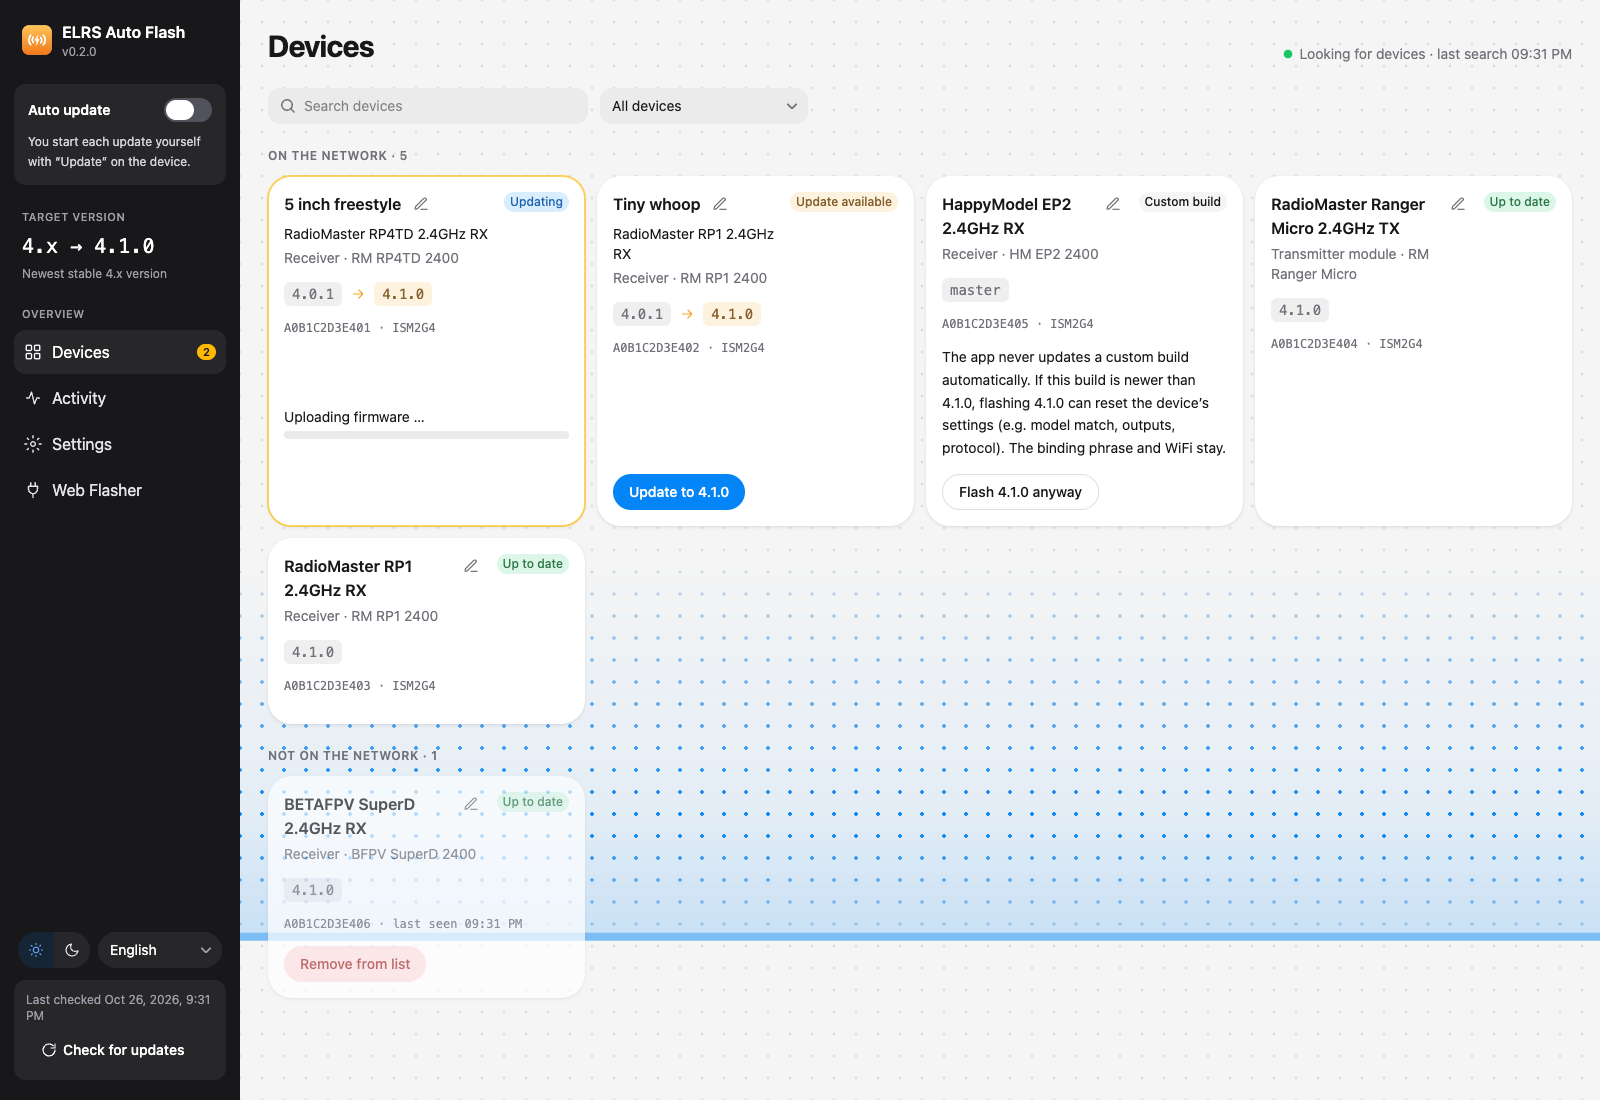 ELRS Auto Flash
v0.2.0
Auto update
You start each update yourself
with "Update" on the device.
TARGET VERSION
4.x → 4.1.0
Newest stable 4.x version
OVERVIEW
Devices
2
Activity
Settings
Web Flasher
English
Last checked Oct 26, 2026, 9:31
PM
Check for updates
Devices
Looking for devices · last search 09:31 PM
Search devices
All devices
ON THE NETWORK · 5
5 inch freestyle
Updating
RadioMaster RP4TD 2.4GHz RX
Receiver · RM RP4TD 2400
4.0.1 → 4.1.0
A0B1C2D3E401 · ISM2G4
Uploading firmware ...
Tiny whoop
Update available
RadioMaster RP1 2.4GHz
RX
Receiver · RM RP1 2400
4.0.1 → 4.1.0
A0B1C2D3E402 · ISM2G4
Update to 4.1.0
HappyModel EP2
2.4GHz RX
Custom build
Receiver · HM EP2 2400
master
A0B1C2D3E405 · ISM2G4
The app never updates a custom build
automatically. If this build is newer than
4.1.0, flashing 4.1.0 can reset the device's
settings (e.g. model match, outputs,
protocol). The binding phrase and WiFi stay.
Flash 4.1.0 anyway
RadioMaster Ranger
Micro 2.4GHz TX
Up to date
Transmitter module · RM
Ranger Micro
4.1.0
A0B1C2D3E404 · ISM2G4
RadioMaster RP1
2.4GHz RX
Up to date
Receiver · RM RP1 2400
4.1.0
A0B1C2D3E403 · ISM2G4
NOT ON THE NETWORK · 1
BETAFPV SuperD
2.4GHz RX
Up to date
Receiver · BFPV SuperD 2400
4.1.0
A0B1C2D3E406 · last seen 09:31 PM
Remove from list